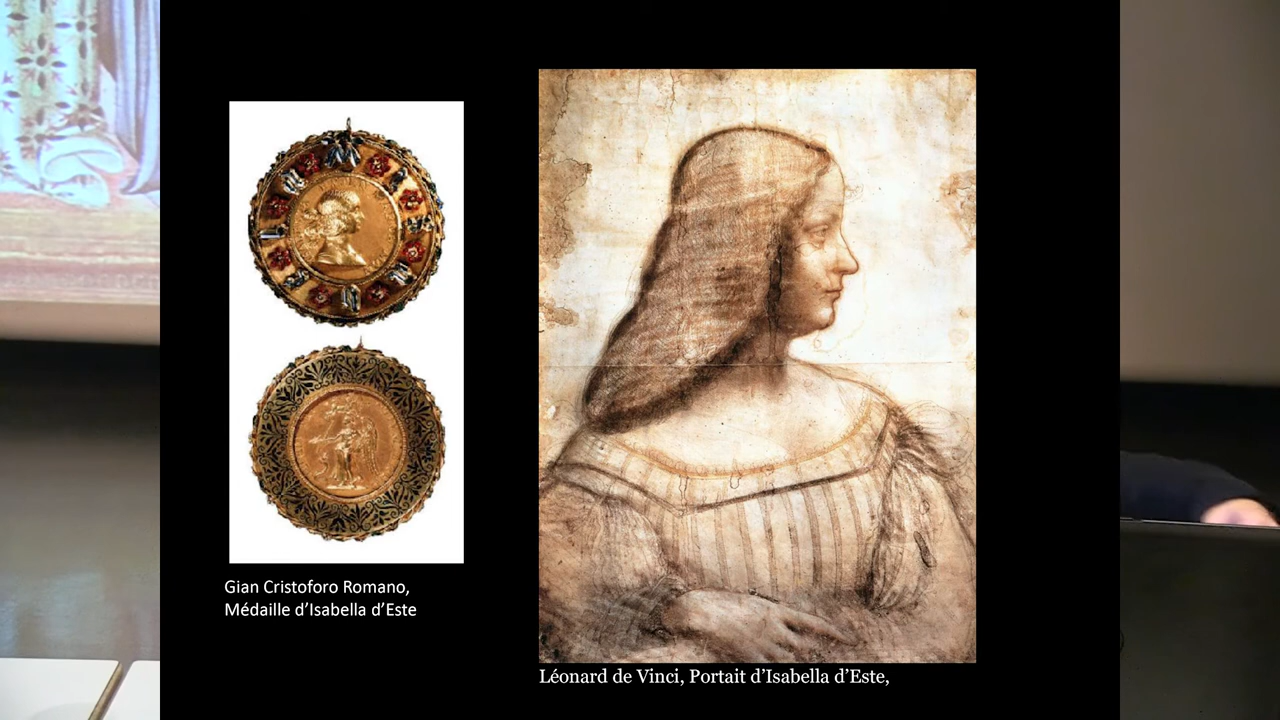 Gian Cristoforo Romano,
Médaille d'Isabella d'Este
Léonard de Vinci, Portait d'Isabella d'Este,